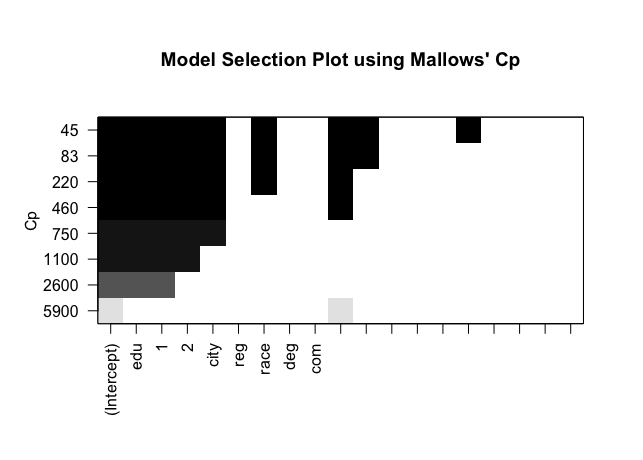 Model Selection Plot using Mallows' Cp
Cp
45
83
220
460
750
1100
2600
5900
(Intercept)
edu
1
2
city
reg
race
deg
com